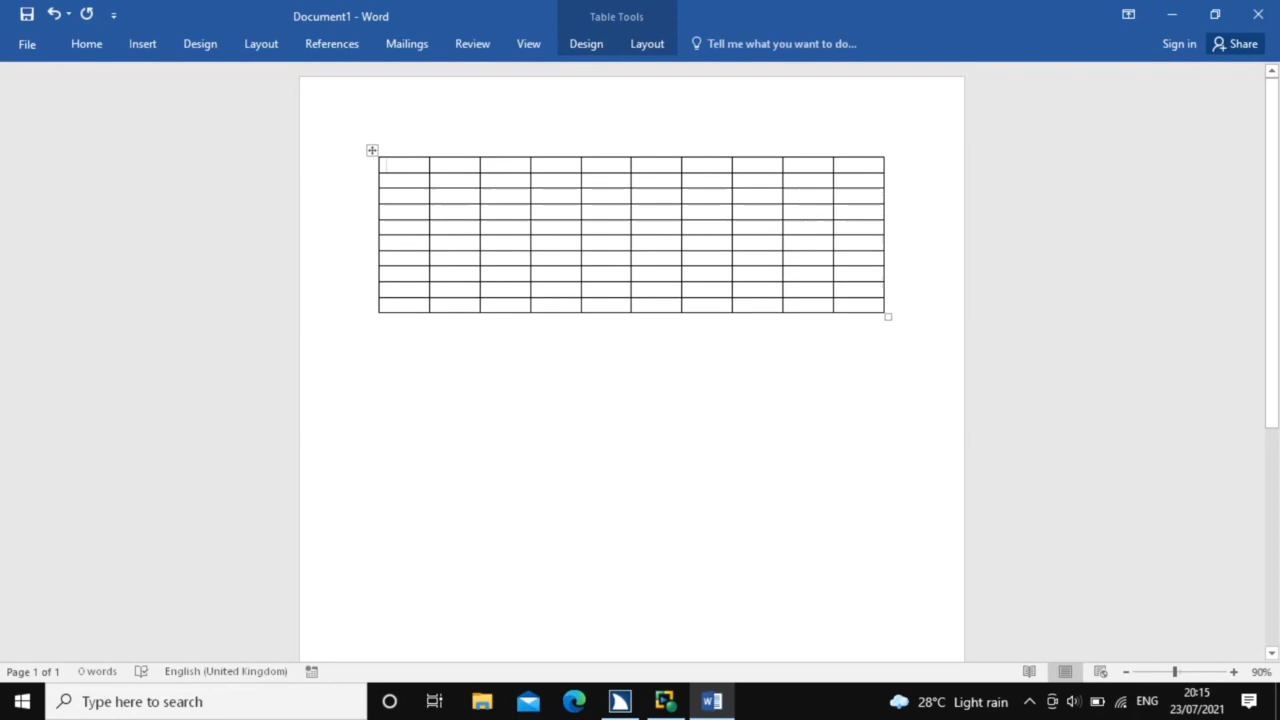 Document1 - Word
Table Tools
File Home Insert Design Layout References Mailings Review View Design Layout Tell me what you want to do... Sign in Share
Page 1 of 1 0 words English (United Kingdom) 90%
Type here to search 28°C Light rain ENG 20:15
23/07/2021